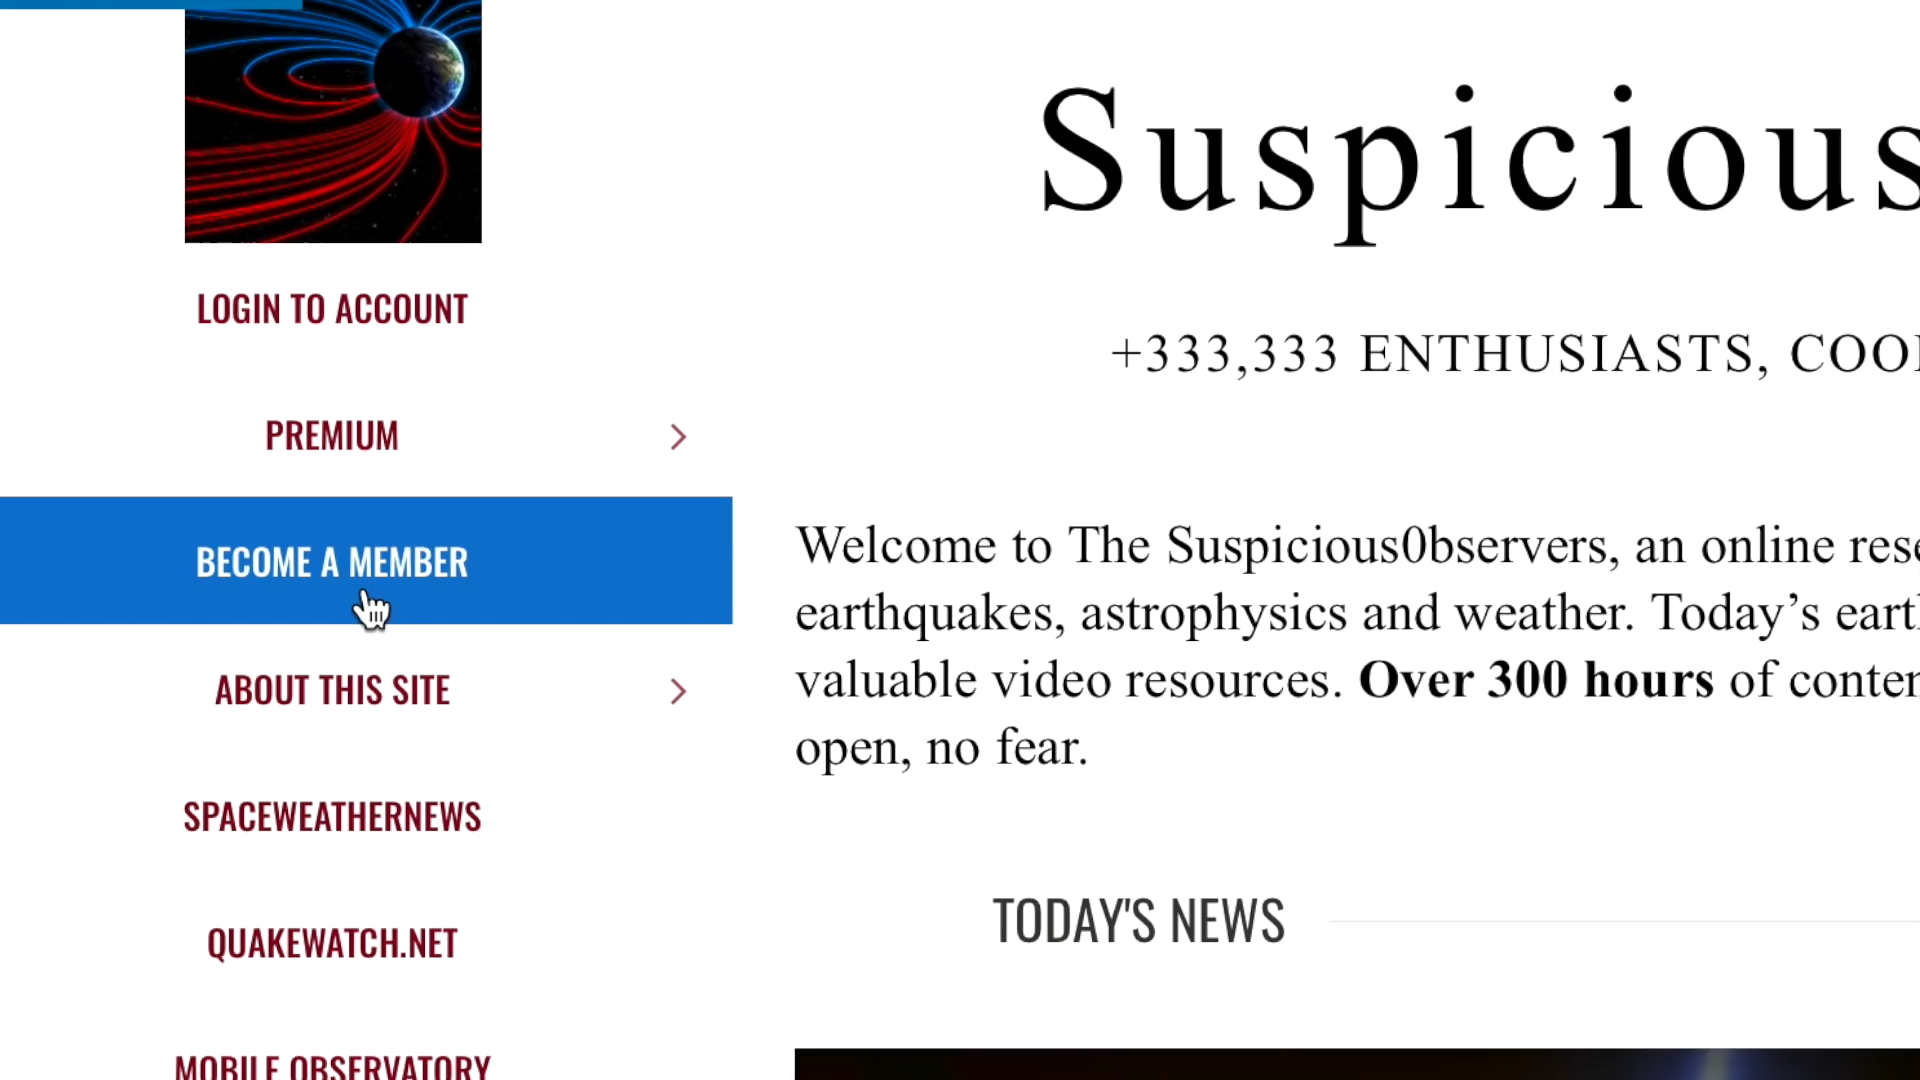 LOGIN TO ACCOUNT
PREMIUM
BECOME A MEMBER
ABOUT THIS SITE
SPACEWEATHERNEWS
QUAKEWATCH.NET
MOBILE OBSERVATORY
Suspicious
+333,333 ENTHUSIASTS,
Welcome to The Suspicious0bservers, an online
earthquakes, astrophysics and weather. Today’s
valuable video resources. Over 300 hours of
open, no fear.
TODAY'S NEWS